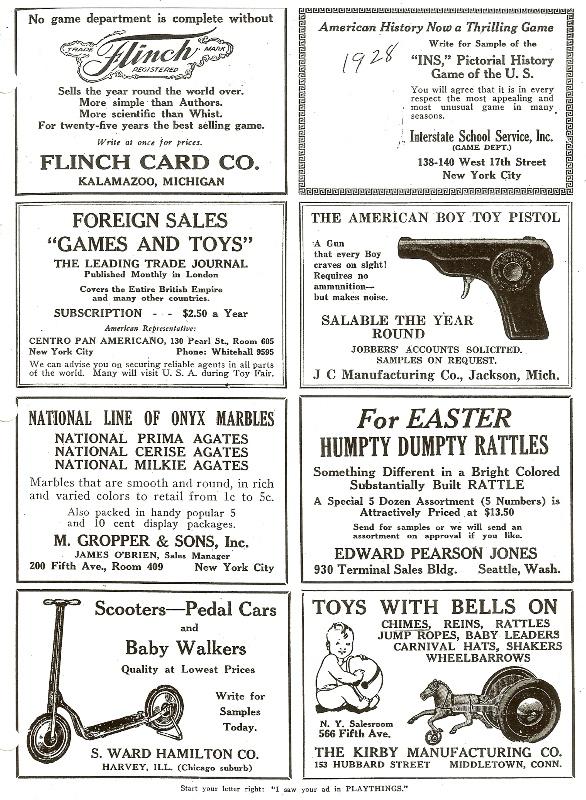 No game department is complete without
TRADE MARK
Flinch
REGISTERED
Sells the year round the world over.
More simple than Authors.
More scientific than Whist.
For twenty-five years the best selling game.
Write at once for prices.
FLINCH CARD CO.
KALAMAZOO, MICHIGAN
American History Now a Thrilling Game
1928
Write for Sample of the
"INS," Pictorial History
Game of the U. S.
You will agree that it is in every
respect the most appealing and
most unusual game in many
seasons.
Interstate School Service, Inc.
(GAME DEPT.)
138-140 West 17th Street
New York City
FOREIGN SALES
"GAMES AND TOYS"
THE LEADING TRADE JOURNAL
Published Monthly in London
Covers the Entire British Empire
and many other countries.
SUBSCRIPTION - - $2.50 a Year
American Representative:
CENTRO PAN AMERICANO, 130 Pearl St., Room 605
New York City Phone: Whitehall 9595
We can advise you on securing reliable agents in all parts
of the world. Many will visit U. S. A. during Toy Fair.
THE AMERICAN BOY TOY PISTOL
A Gun
that every Boy
craves on sight!
Requires no
ammunition—
but makes noise.
SALABLE THE YEAR
ROUND
JOBBERS' ACCOUNTS SOLICITED.
SAMPLES ON REQUEST.
J C Manufacturing Co., Jackson, Mich.
NATIONAL LINE OF ONYX MARBLES
NATIONAL PRIMA AGATES
NATIONAL CERISE AGATES
NATIONAL MILKIE AGATES
Marbles that are smooth and round, in rich
and varied colors to retail from 1c to 5c.
Also packed in handy popular 5
and 10 cent display packages.
M. GROPPER & SONS, Inc.
JAMES O'BRIEN, Sales Manager
200 Fifth Ave., Room 409 New York City
For EASTER
HUMPTY DUMPTY RATTLES
Something Different in a Bright Colored
Substantially Built RATTLE
A Special 5 Dozen Assortment (5 Numbers) is
Attractively Priced at $13.50
Send for samples or we will send an
assortment on approval if you like.
EDWARD PEARSON JONES
930 Terminal Sales Bldg. Seattle, Wash.
Scooters—Pedal Cars
and
Baby Walkers
Quality at Lowest Prices
Write for
Samples
Today.
S. WARD HAMILTON CO.
HARVEY, ILL. (Chicago suburb)
TOYS WITH BELLS ON
CHIMES, REINS, RATTLES
JUMP ROPES, BABY LEADERS
CARNIVAL HATS, SHAKERS
WHEELBARROWS
N. Y. Salesroom
566 Fifth Ave.
THE KIRBY MANUFACTURING CO.
153 HUBBARD STREET MIDDLETOWN, CONN.
Start your letter right: "I saw your ad in PLAYTHINGS."